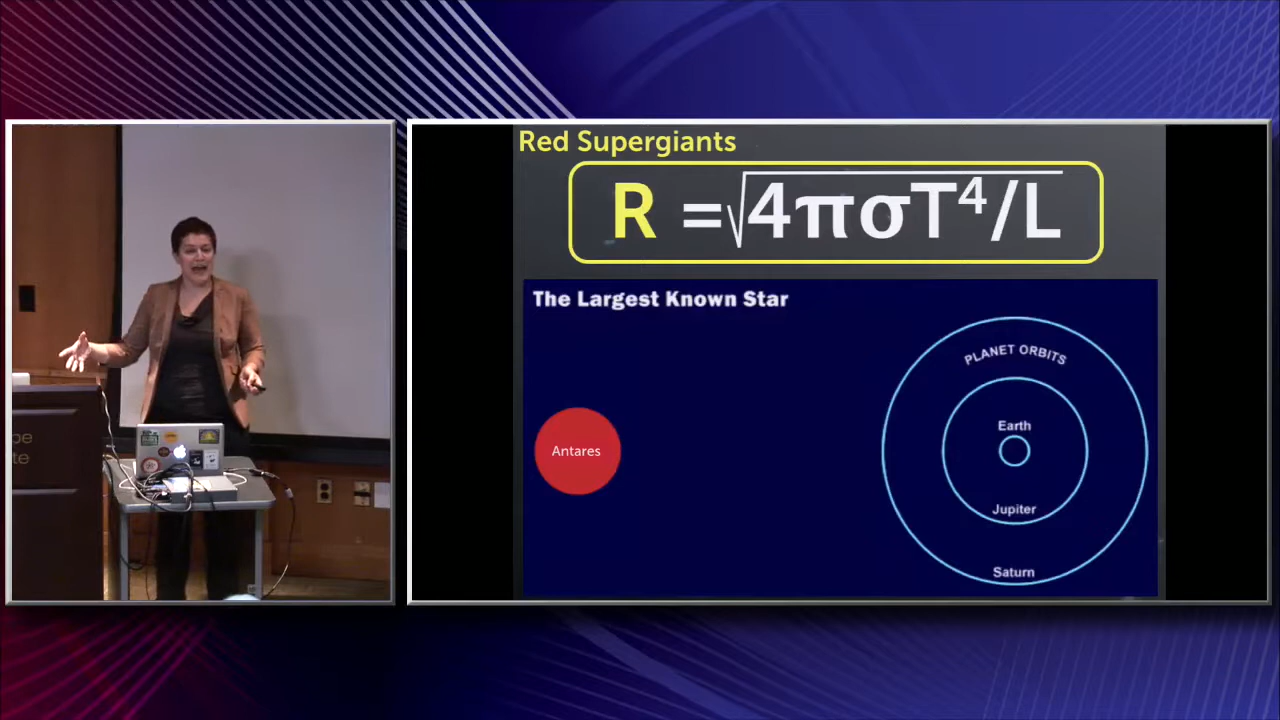 Red Supergiants
R =√4πσT⁴/L
The Largest Known Star
PLANET ORBITS
Earth
Antares
Jupiter
Saturn